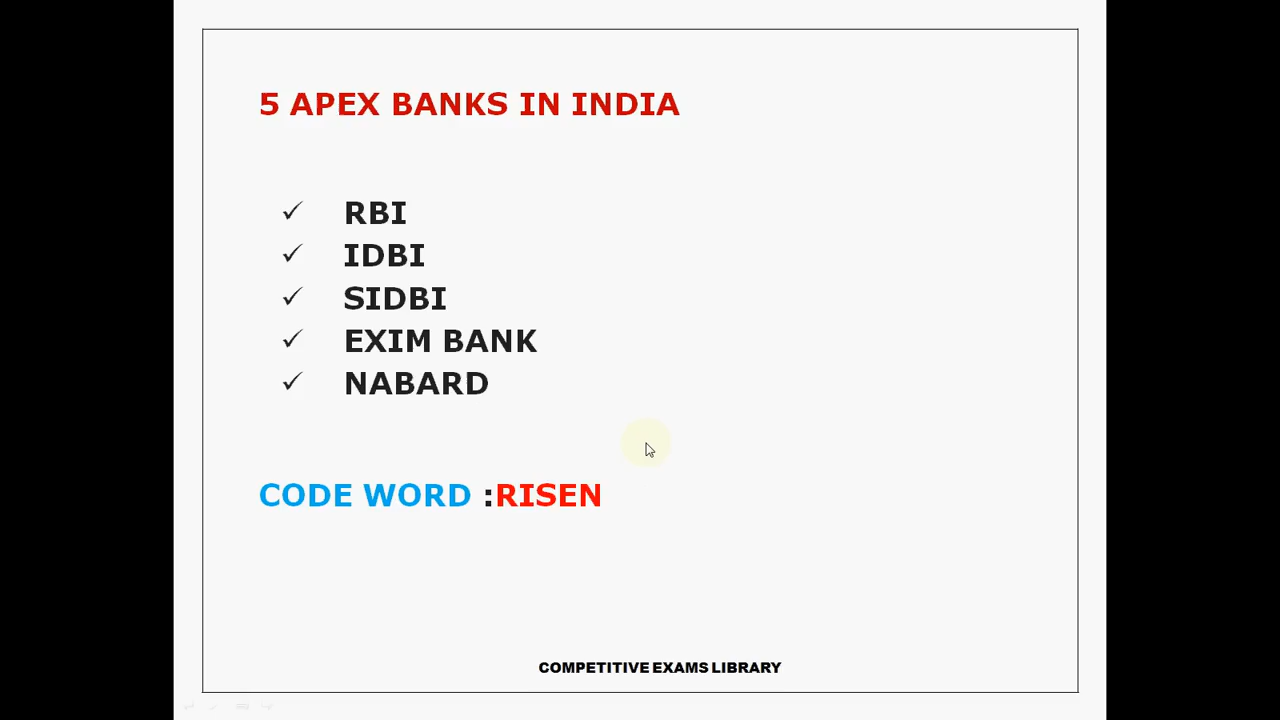 5 APEX BANKS IN INDIA
✓ RBI
✓ IDBI
✓ SIDBI
✓ EXIM BANK
✓ NABARD
CODE WORD :RISEN
COMPETITIVE EXAMS LIBRARY